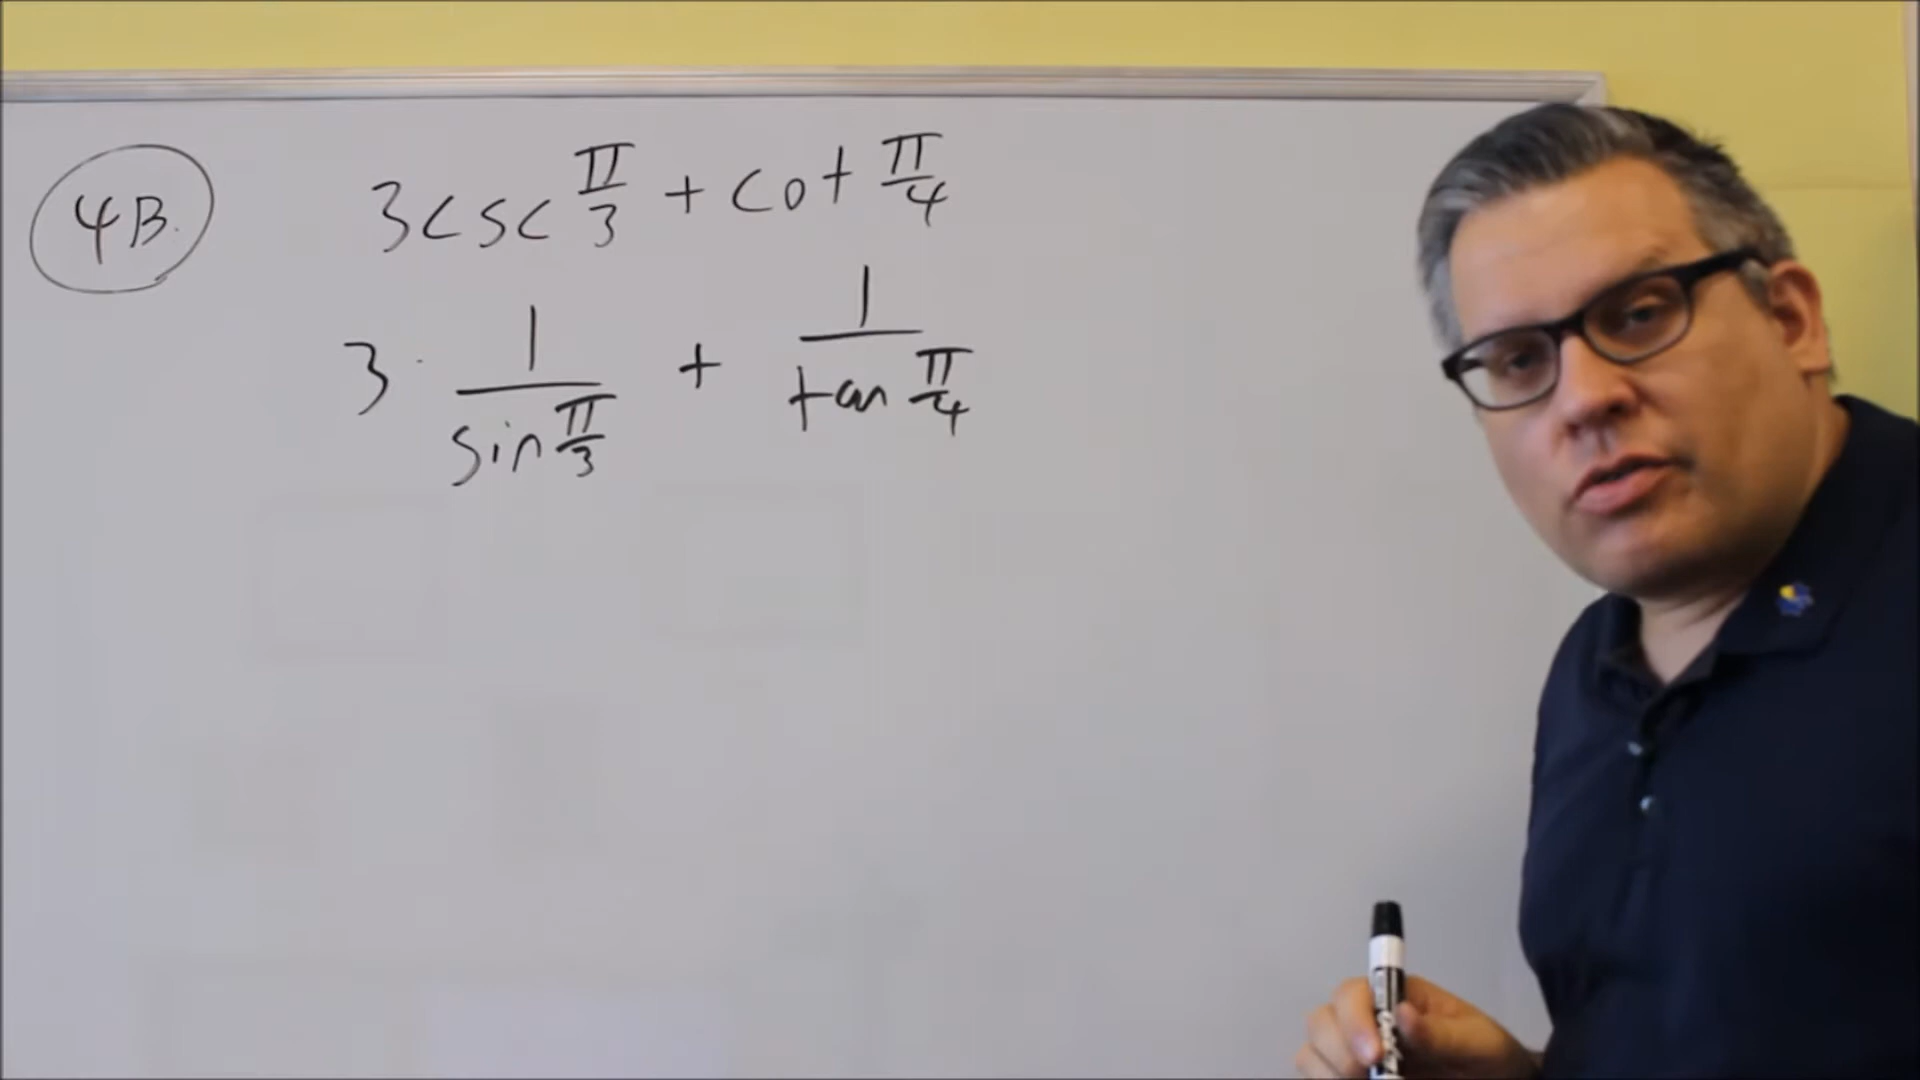 4B.
3csc π/3 + cot π/4
3 · 1/sin π/3 + 1/tan π/4